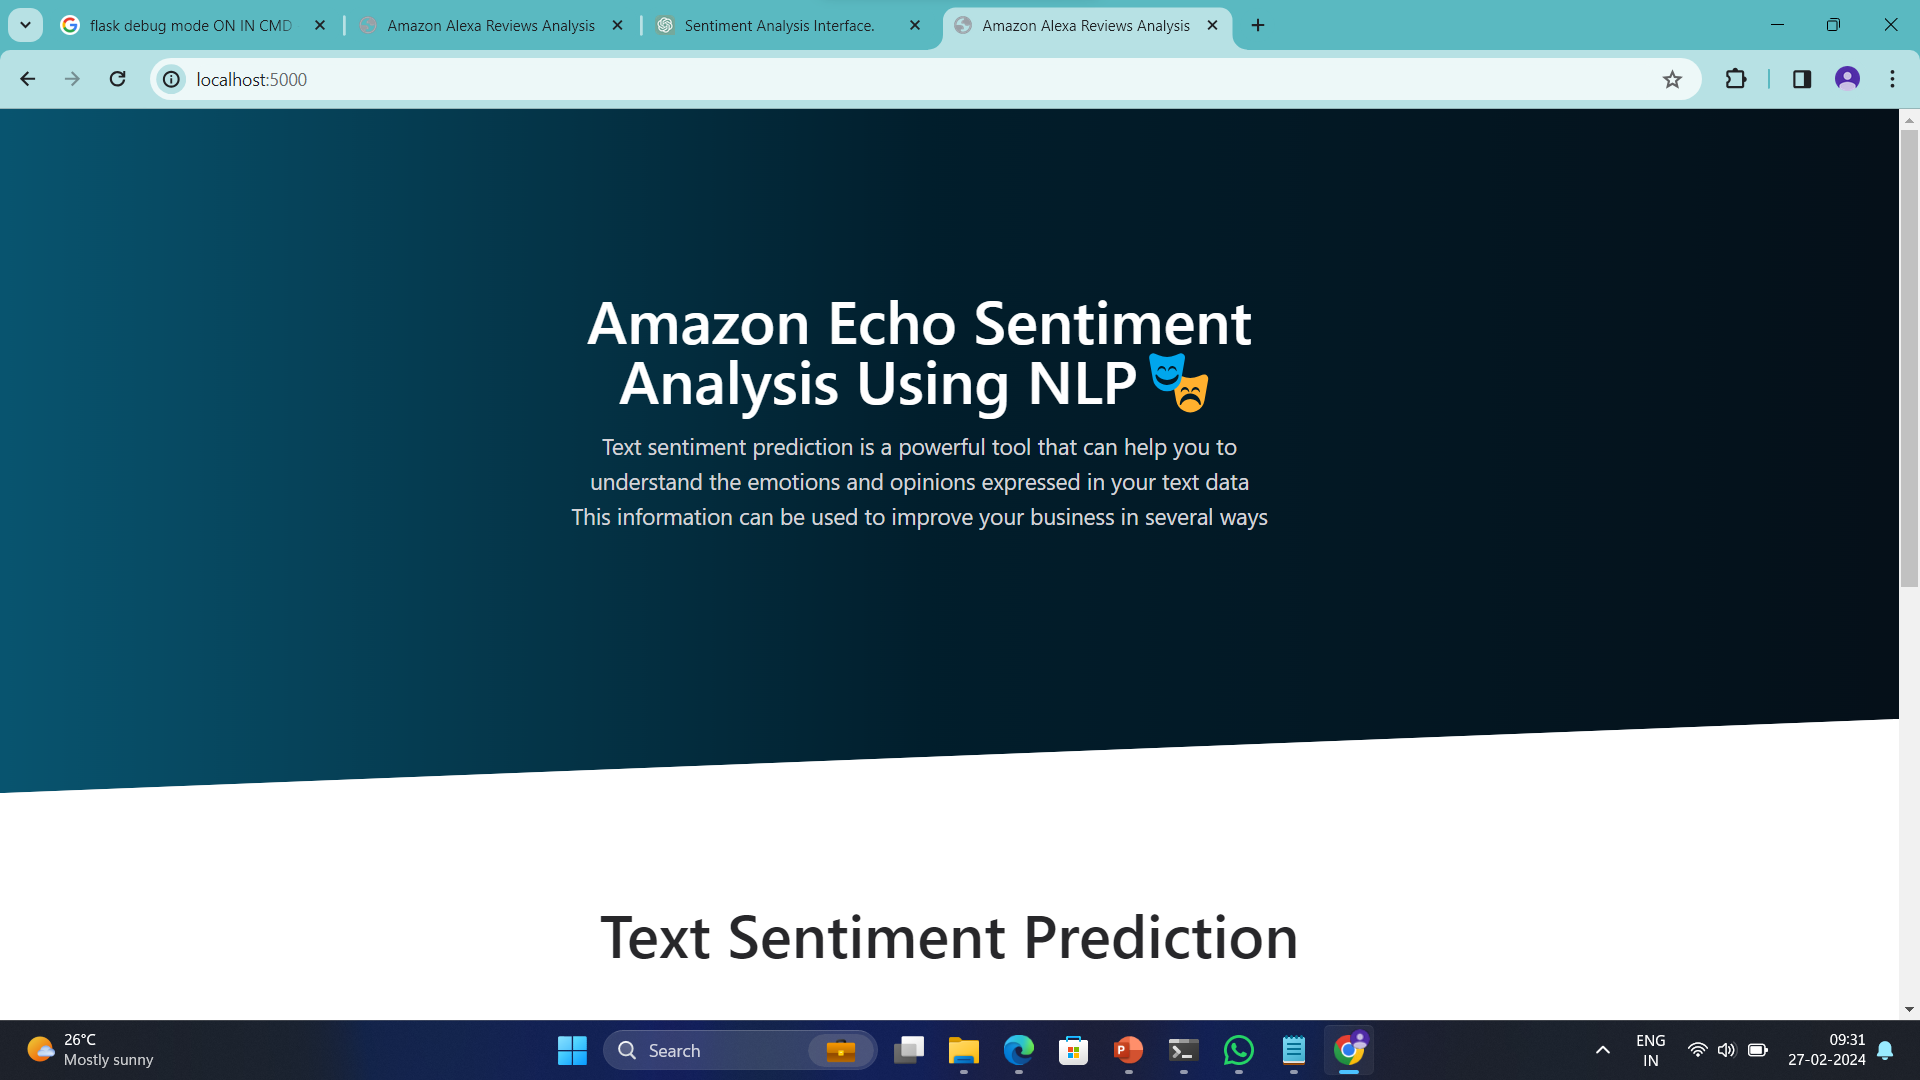 flask debug mode ON IN CMD
Amazon Alexa Reviews Analysis
Sentiment Analysis Interface.
Amazon Alexa Reviews Analysis
localhost:5000
Amazon Echo Sentiment
Analysis Using NLP
Text sentiment prediction is a powerful tool that can help you to
understand the emotions and opinions expressed in your text data
This information can be used to improve your business in several ways
Text Sentiment Prediction
26°C
Mostly sunny
Search
ENG
IN
09:31
27-02-2024